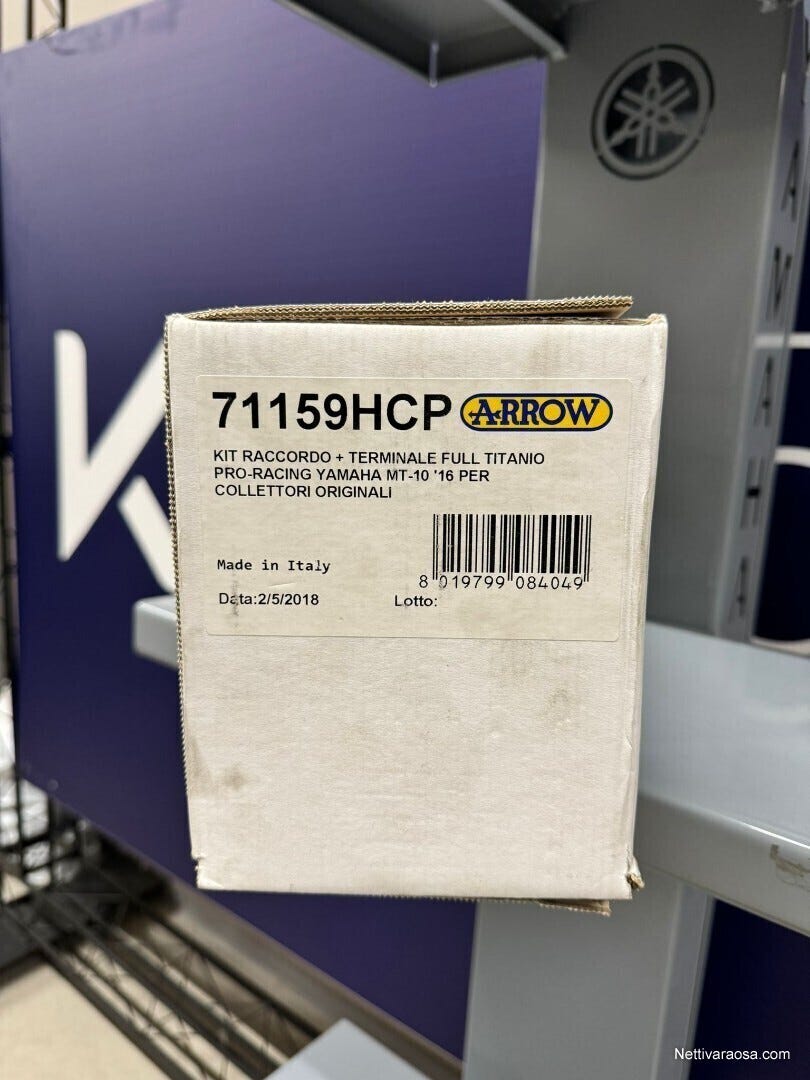 K
YAMAHA
71159HCP ARROW
KIT RACCORDO + TERMINALE FULL TITANIO
PRO-RACING YAMAHA MT-10 '16 PER
COLLETTORI ORIGINALI
Made in Italy
8 019799 084049
Data:2/5/2018
Lotto:
Nettivaraosa.com